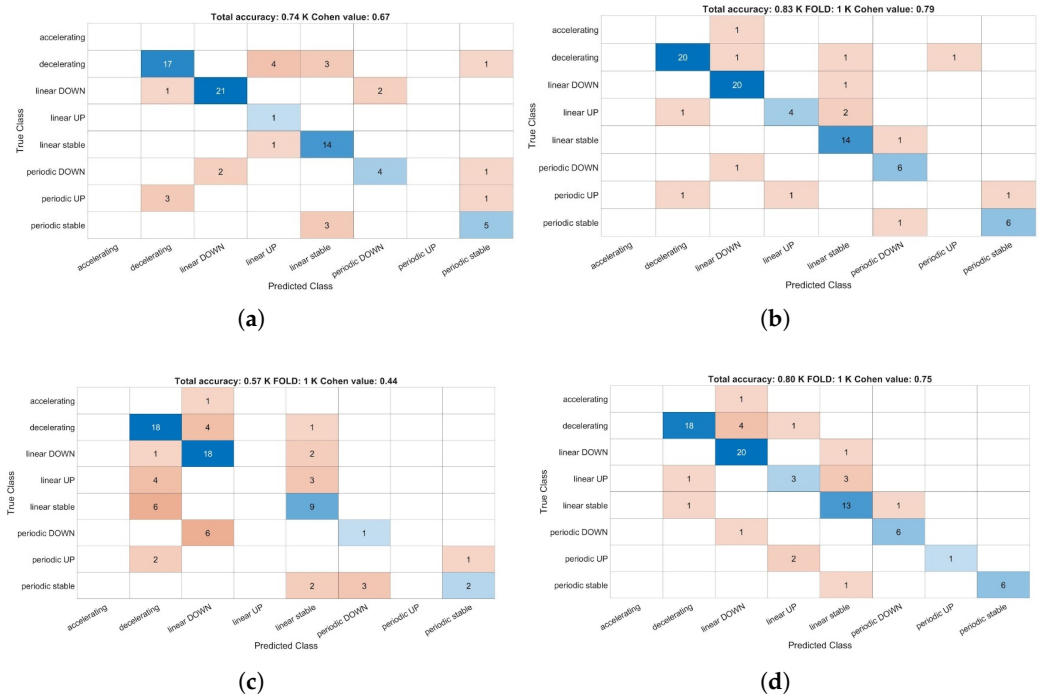 Total accuracy: 0.74 K Cohen value: 0.67
accelerating
decelerating 17 4 3 1
linear DOWN 1 21 2
linear UP 1
linear stable 1 14
periodic DOWN 2 4 1
periodic UP 3 1
periodic stable 3 5
True Class
accelerating decelerating linear DOWN linear UP linear stable periodic DOWN periodic UP periodic stable
Predicted Class
(a)
Total accuracy: 0.83 K FOLD: 1 K Cohen value: 0.79
accelerating 1
decelerating 20 1 1 1
linear DOWN 20 1
linear UP 1 4 2
linear stable 14 1
periodic DOWN 1 6
periodic UP 1 1 1
periodic stable 1 6
True Class
accelerating decelerating linear DOWN linear UP linear stable periodic DOWN periodic UP periodic stable
Predicted Class
(b)
Total accuracy: 0.57 K FOLD: 1 K Cohen value: 0.44
accelerating 1
decelerating 18 4 1
linear DOWN 1 18 2
linear UP 4 3
linear stable 6 9
periodic DOWN 6 1
periodic UP 2 1
periodic stable 2 3 2
True Class
accelerating decelerating linear DOWN linear UP linear stable periodic DOWN periodic UP periodic stable
Predicted Class
(c)
Total accuracy: 0.80 K FOLD: 1 K Cohen value: 0.75
accelerating 1
decelerating 18 4 1
linear DOWN 20 1
linear UP 1 3 3
linear stable 1 13 1
periodic DOWN 1 6
periodic UP 2 1
periodic stable 1 6
True Class
accelerating decelerating linear DOWN linear UP linear stable periodic DOWN periodic UP periodic stable
Predicted Class
(d)